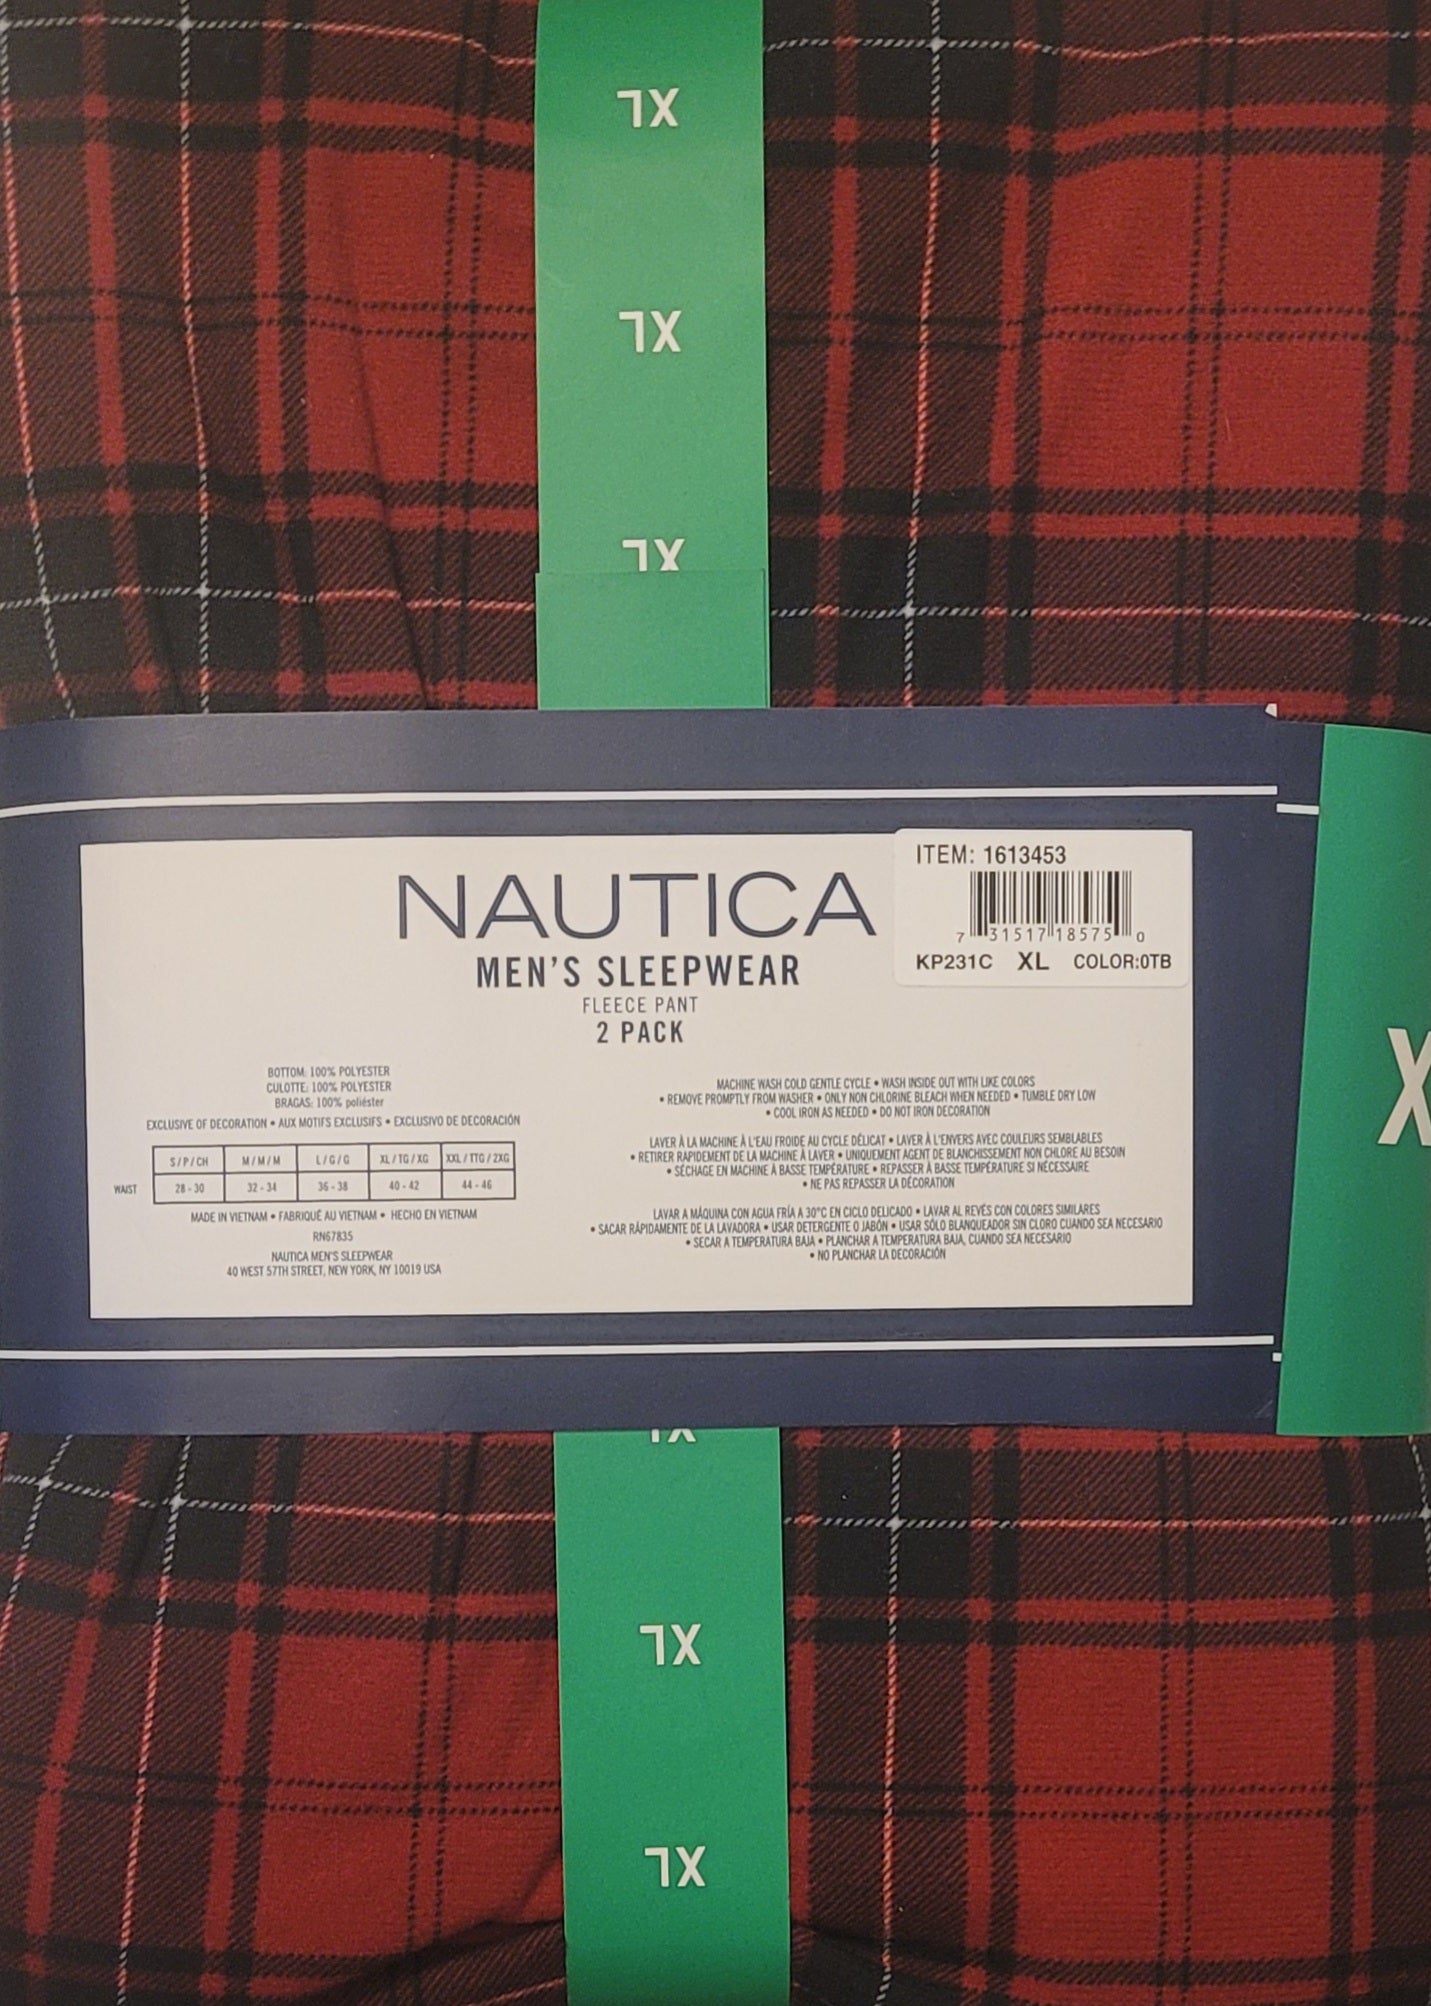 XL
XL
XL
NAUTICA
MEN'S SLEEPWEAR
FLEECE PANT
2 PACK
ITEM: 1613453
7 31517 18575 0
KP231C XL COLOR:0TB
BOTTOM: 100% POLYESTER
CULOTTE: 100% POLYESTER
BRAGAS: 100% poliéster
EXCLUSIVE OF DECORATION • AUX MOTIFS EXCLUSIFS • EXCLUSIVO DE DECORACIÓN
S/P/CH M/M/M L/G/G XL/TG/XG XXL/TTG/2XG
WAIST 28-30 32-34 36-38 40-42 44-46
MADE IN VIETNAM • FABRIQUÉ AU VIETNAM • HECHO EN VIETNAM
RN67835
NAUTICA MEN'S SLEEPWEAR
40 WEST 57TH STREET, NEW YORK, NY 10019 USA
MACHINE WASH COLD GENTLE CYCLE • WASH INSIDE OUT WITH LIKE COLORS
• REMOVE PROMPTLY FROM WASHER • ONLY NON CHLORINE BLEACH WHEN NEEDED • TUMBLE DRY LOW
• COOL IRON AS NEEDED • DO NOT IRON DECORATION
LAVER À LA MACHINE À L'EAU FROIDE AU CYCLE DÉLICAT • LAVER À L'ENVERS AVEC COULEURS SEMBLABLES
• RETIRER RAPIDEMENT DE LA MACHINE À LAVER • UNIQUEMENT AGENT DE BLANCHISSEMENT NON CHLORE AU BESOIN
• SÉCHAGE EN MACHINE À BASSE TEMPÉRATURE • REPASSER À BASSE TEMPÉRATURE SI NÉCESSAIRE
• NE PAS REPASSER LA DÉCORATION
LAVAR A MÁQUINA CON AGUA FRÍA A 30°C EN CICLO DELICADO • LAVAR AL REVÉS CON COLORES SIMILARES
• SACAR RÁPIDAMENTE DE LA LAVADORA • USAR DETERGENTE O JABÓN • USAR SÓLO BLANQUEADOR SIN CLORO CUANDO SEA NECESARIO
• SECAR A TEMPERATURA BAJA • PLANCHAR A TEMPERATURA BAJA, CUANDO SEA NECESARIO
• NO PLANCHAR LA DECORACIÓN
X
XL
XL
XL